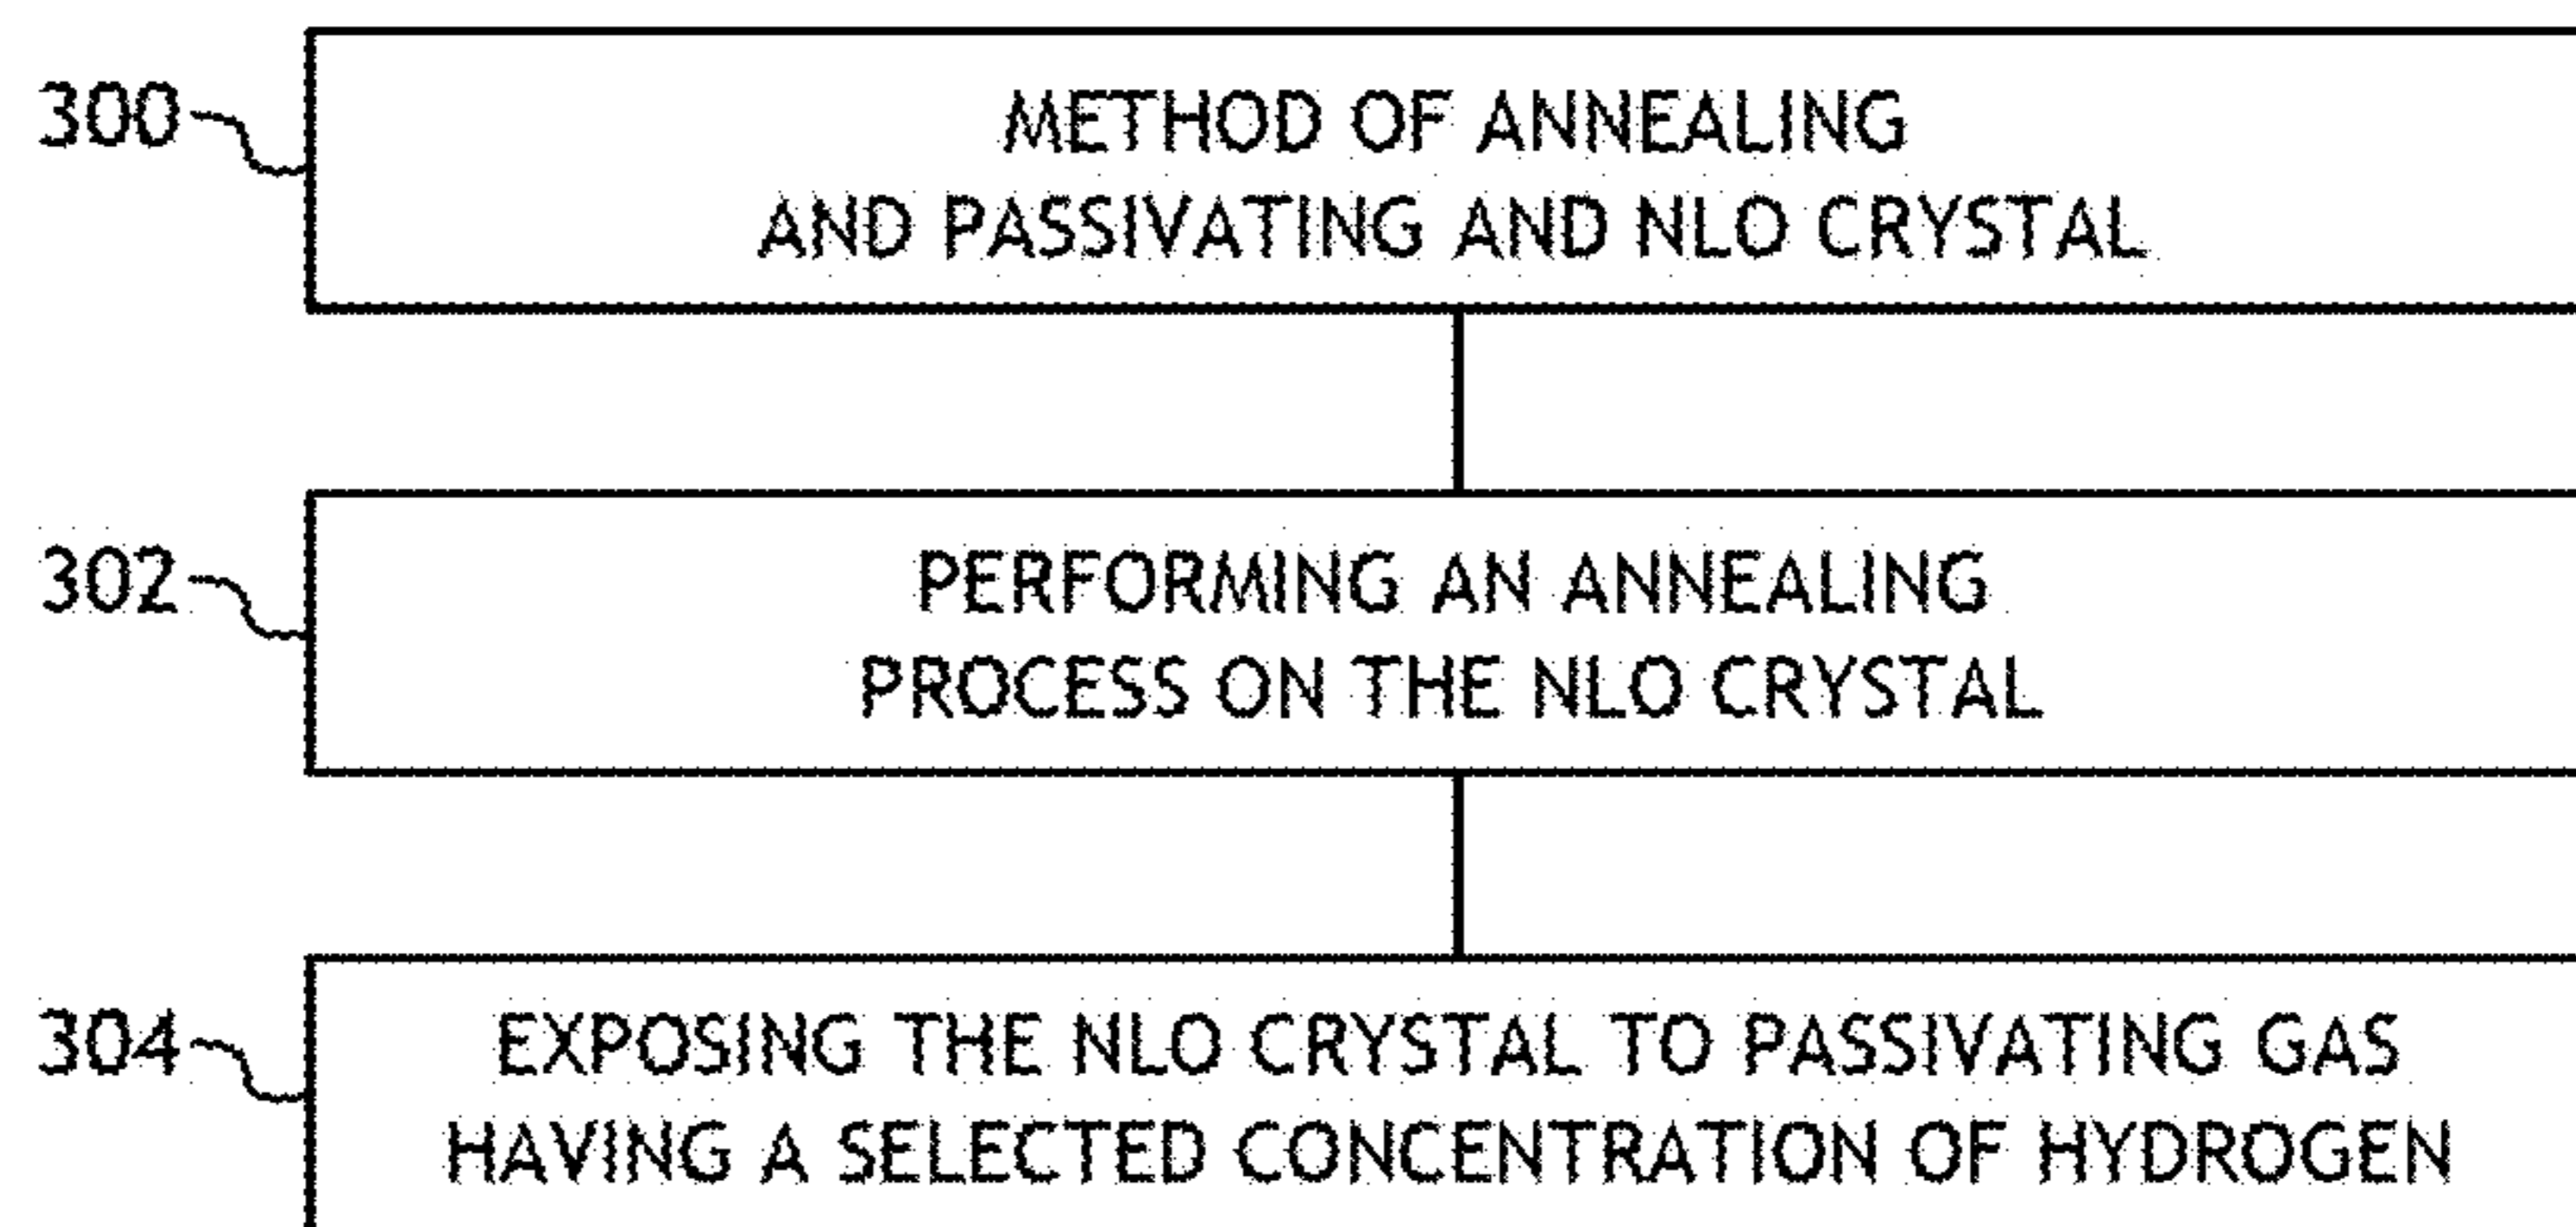 300
METHOD OF ANNEALING
AND PASSIVATING AND NLO CRYSTAL
302
PERFORMING AN ANNEALING
PROCESS ON THE NLO CRYSTAL
304
EXPOSING THE NLO CRYSTAL TO PASSIVATING GAS
HAVING A SELECTED CONCENTRATION OF HYDROGEN